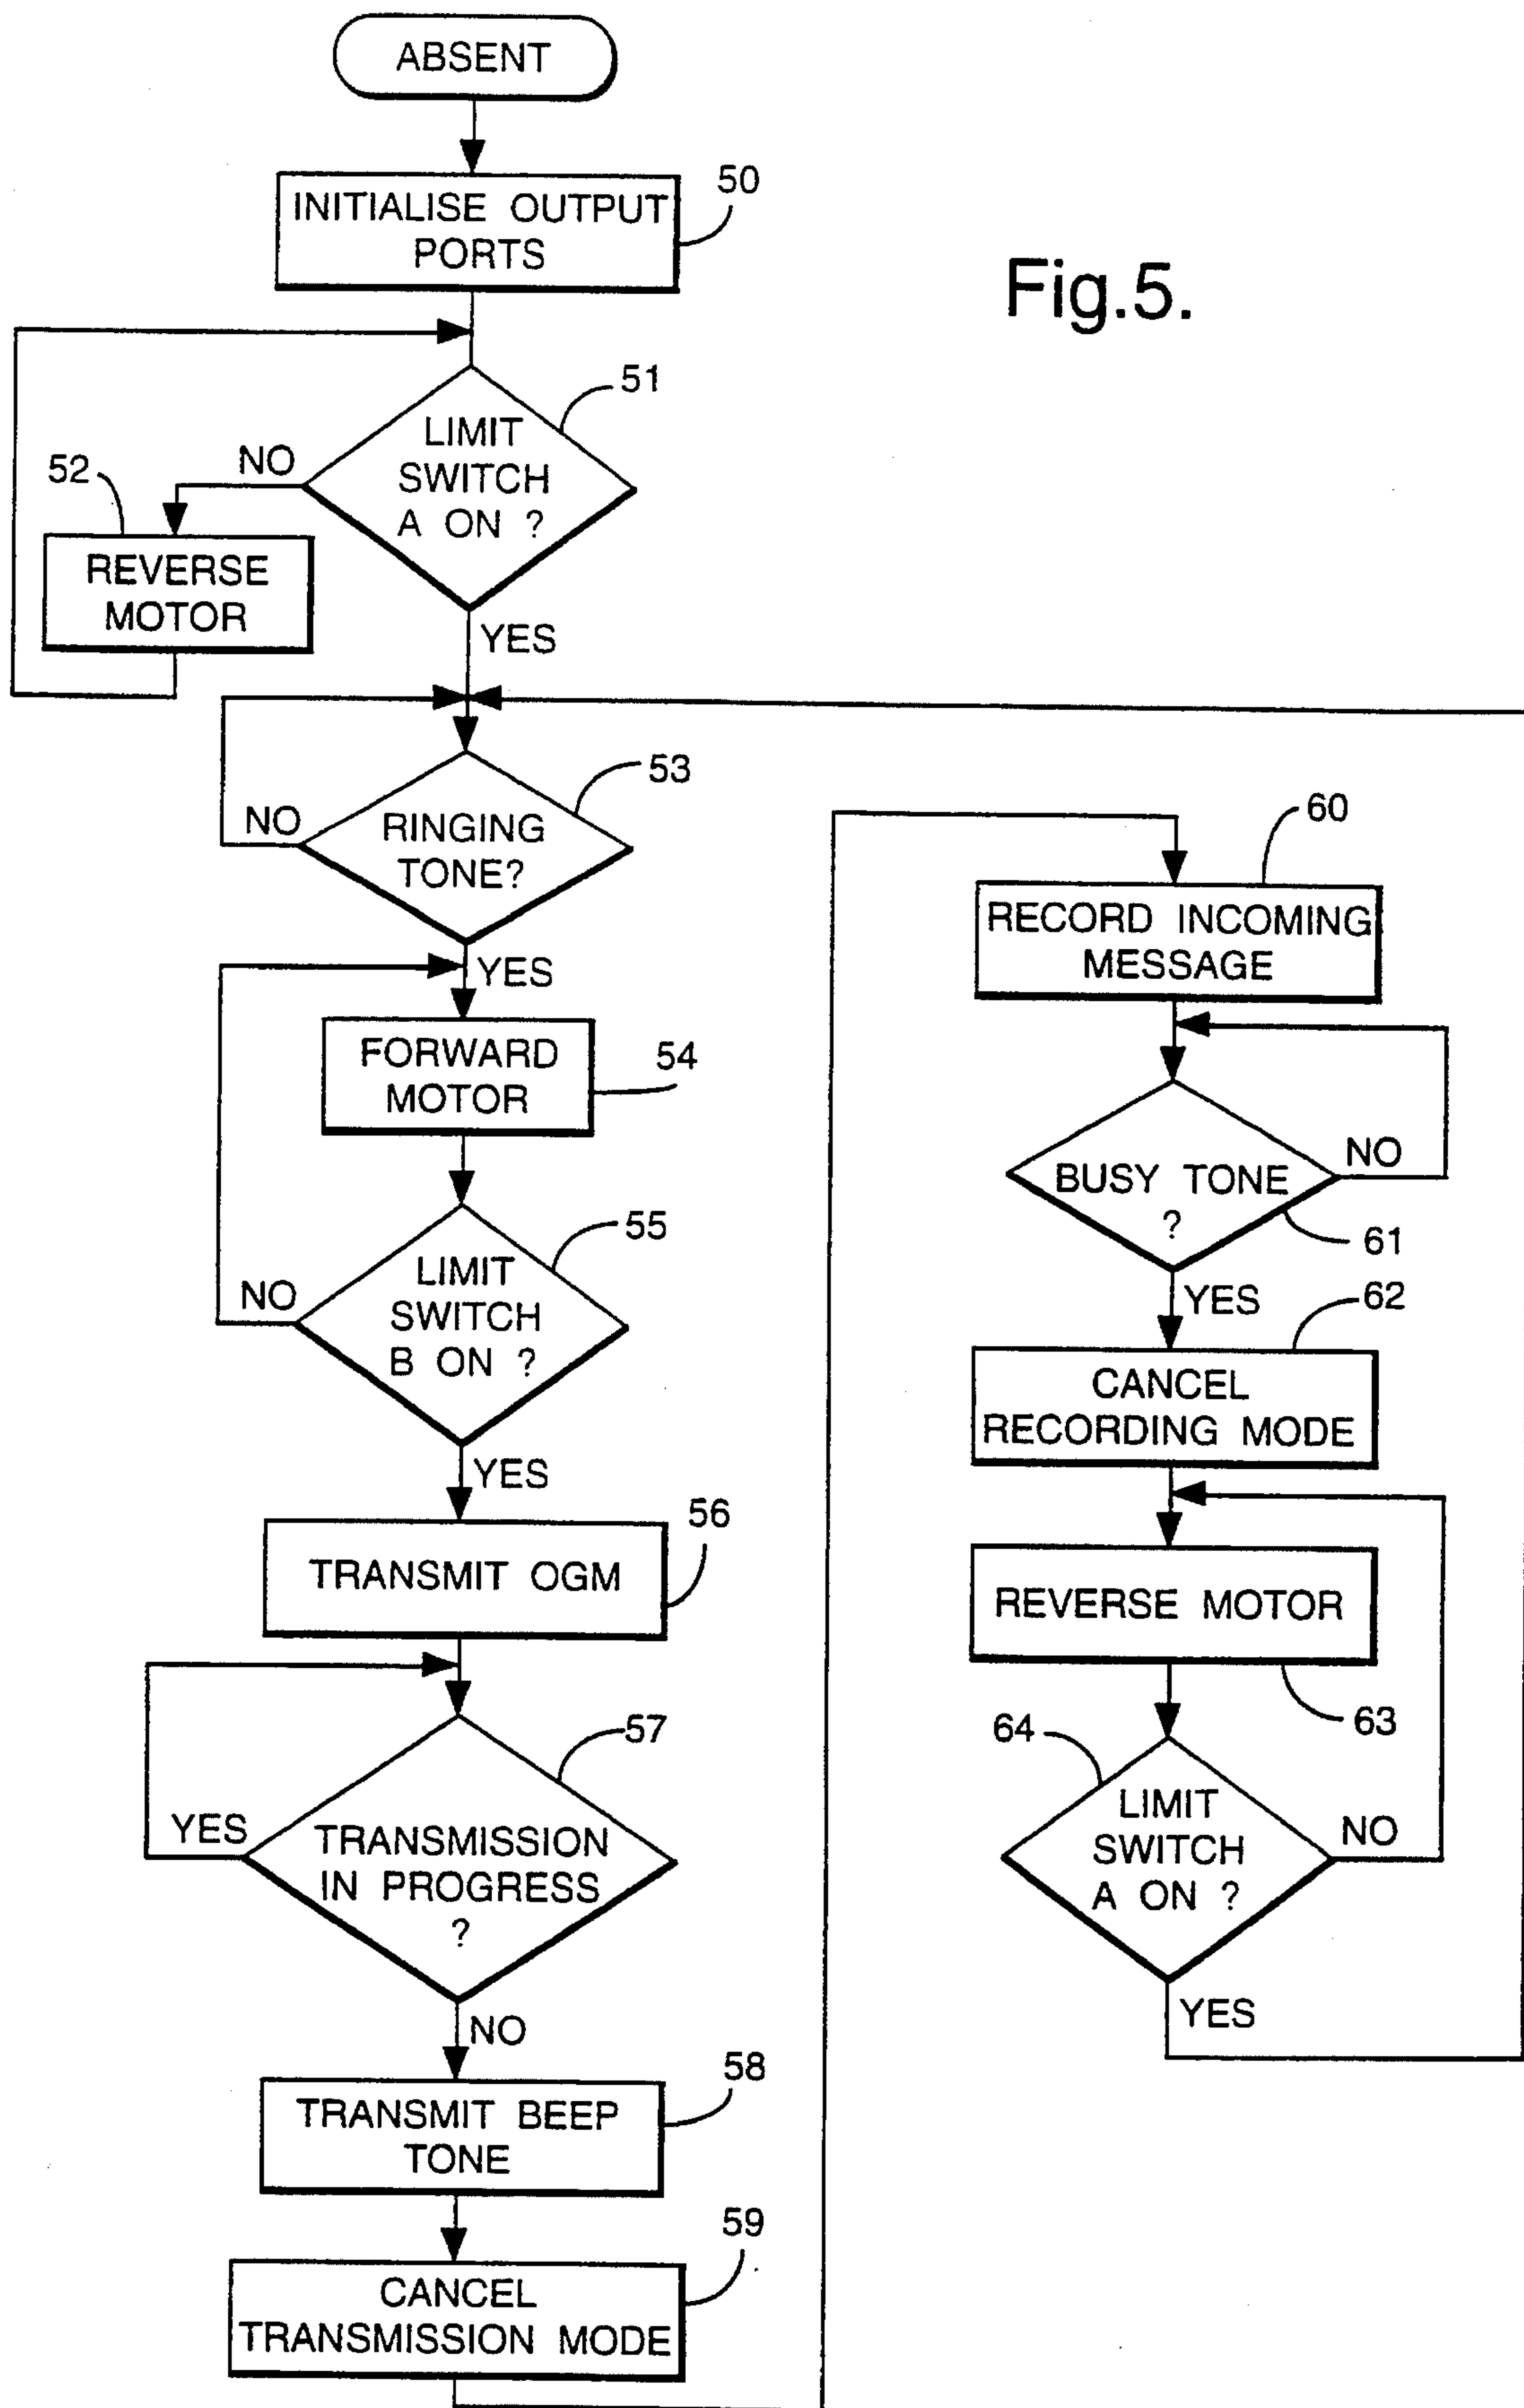 ABSENT
50
INITIALISE OUTPUT
PORTS
Fig.5.
51
LIMIT
SWITCH
A ON ?
NO
52
REVERSE
MOTOR
YES
53
RINGING
TONE?
NO
YES
FORWARD
MOTOR
54
55
LIMIT
SWITCH
B ON ?
NO
YES
56
TRANSMIT OGM
57
YES
TRANSMISSION
IN PROGRESS
?
NO
58
TRANSMIT BEEP
TONE
59
CANCEL
TRANSMISSION MODE
60
RECORD INCOMING
MESSAGE
NO
BUSY TONE
?
61
YES
62
CANCEL
RECORDING MODE
REVERSE MOTOR
63
64
LIMIT
SWITCH
A ON ?
NO
YES